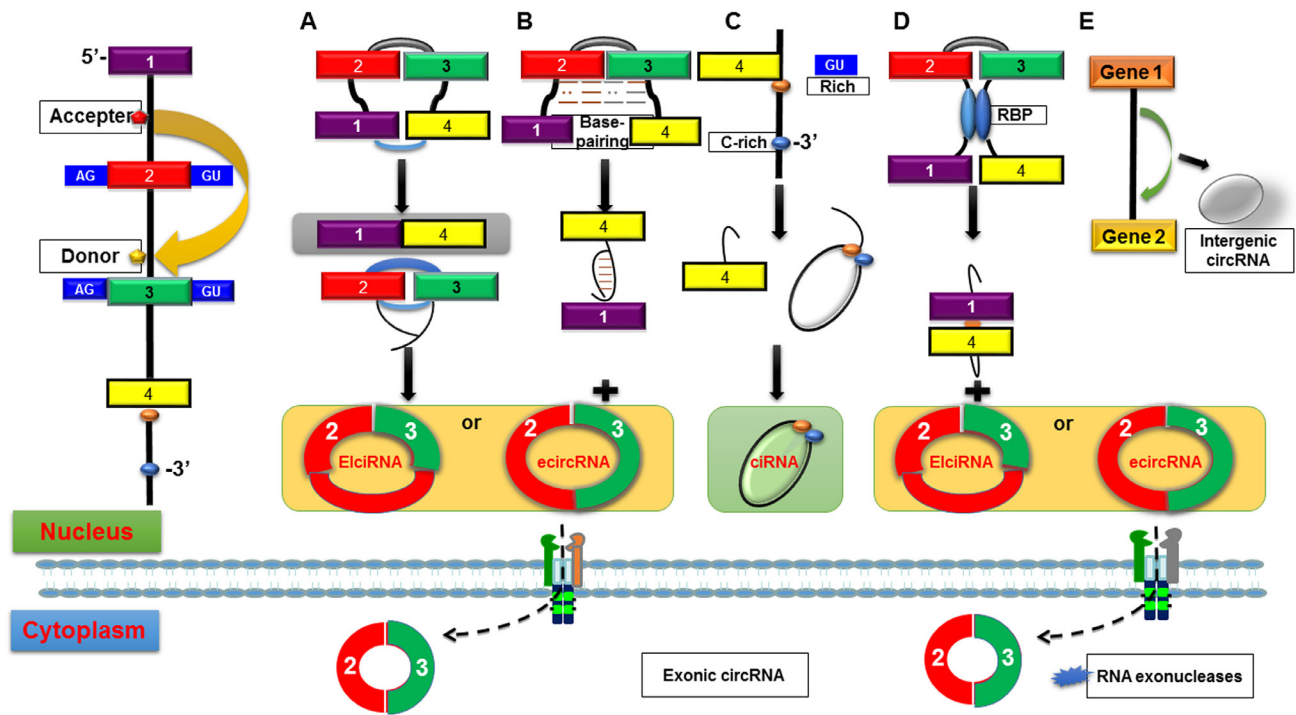 A
B
C
D
E
5’-
1
Accepter
AG
2
GU
Donor
AG
3
GU
4
-3’
2
3
1
4
1
4
2
3
2
3
1
Base-
pairing
4
4
1
4
GU
Rich
C-rich
-3’
4
2
3
RBP
1
4
1
4
Gene 1
Gene 2
Intergenic
circRNA
2
3
EIciRNA
or
2
3
ecircRNA
ciRNA
2
3
EIciRNA
or
2
3
ecircRNA
Nucleus
Cytoplasm
2
3
Exonic circRNA
2
3
RNA exonucleases